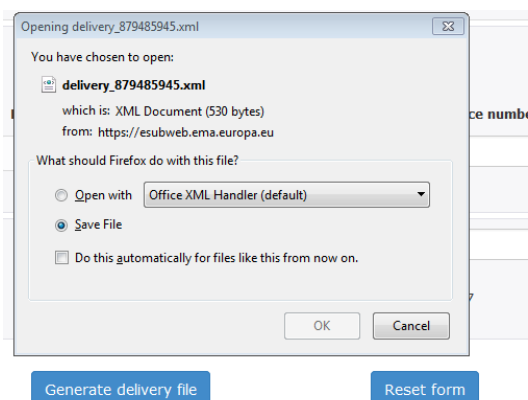 Opening delivery_879485945.xml
You have chosen to open:
delivery_879485945.xml
which is: XML Document (530 bytes)
from: https://esubweb.ema.europa.eu
ce numbe
What should Firefox do with this file?
Open with Office XML Handler (default)
Save File
Do this automatically for files like this from now on.
OK Cancel
Generate delivery file Reset form